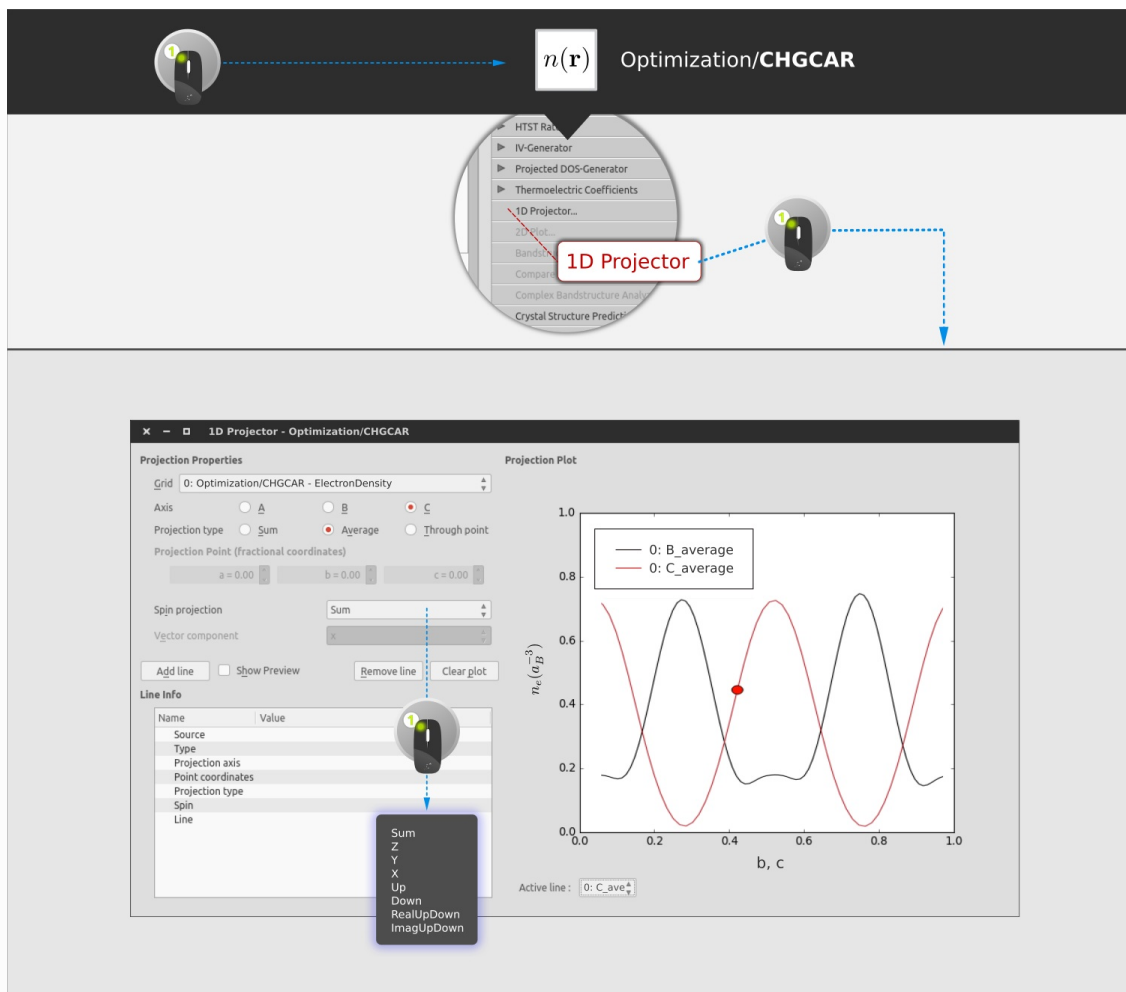 1
n(r)
Optimization/CHGCAR
HTST Rat
IV-Generator
Projected DOS-Generator
Thermoelectric Coefficients
1D Projector...
2D Plot...
1
Bandstru
1D Projector
Compare
Complex Bandstructure Analy
Crystal Structure Predicti
1D Projector - Optimization/CHGCAR
Projection Properties
Grid 0: Optimization/CHGCAR - ElectronDensity
Axis A B C
Projection type Sum Average Through point
Projection Point (fractional coordinates)
a = 0.00 b = 0.00 c = 0.00
Spin projection Sum
Vector component x
Add line Show Preview Remove line Clear plot
Line Info
Name Value
Source
Type
Projection axis
Point coordinates
Projection type
Spin
Line
1
Sum
Z
Y
X
Up
Down
RealUpDown
ImagUpDown
Projection Plot
1.0
0.8
0.6
0.4
0.2
0.0
0: B_average
0: C_average
nₑ(a_B⁻³)
0.0 0.2 0.4 0.6 0.8 1.0
b, c
Active line : 0: C_ave